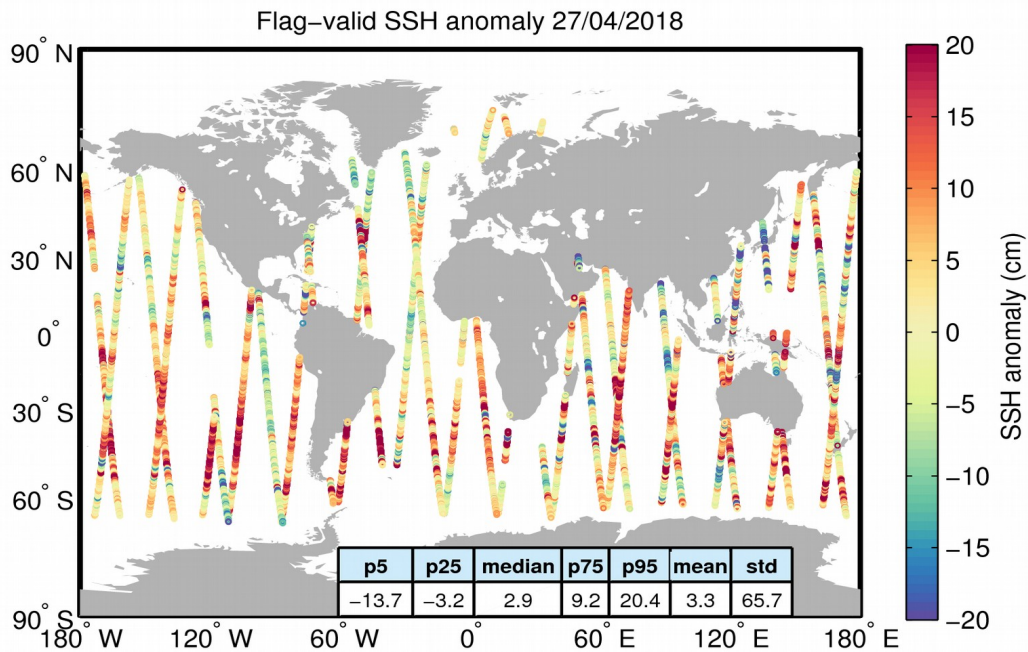 Flag−valid SSH anomaly 27/04/2018
90° N
60° N
30° N
0°
30° S
60° S
90° S
180° W
120° W
60° W
0°
60° E
120° E
180° E
p5 p25 median p75 p95 mean std
−13.7 −3.2 2.9 9.2 20.4 3.3 65.7
20
15
10
5
0
−5
−10
−15
−20
SSH anomaly (cm)